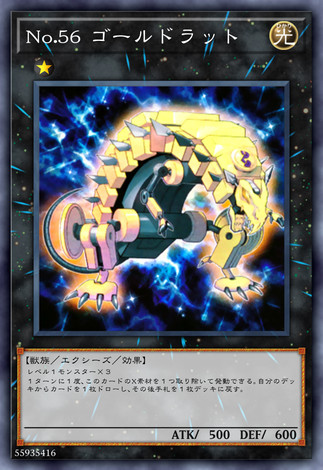 No.56 ゴールドラット
光
【獣族／エクシーズ／効果】
レベル１モンスター×３
１ターンに１度、このカードのX素材を１つ取り除いて発動できる。自分のデッ
キからカードを１枚ドローし、その後手札を１枚デッキに戻す。
ATK/ 500 DEF/ 600
55935416